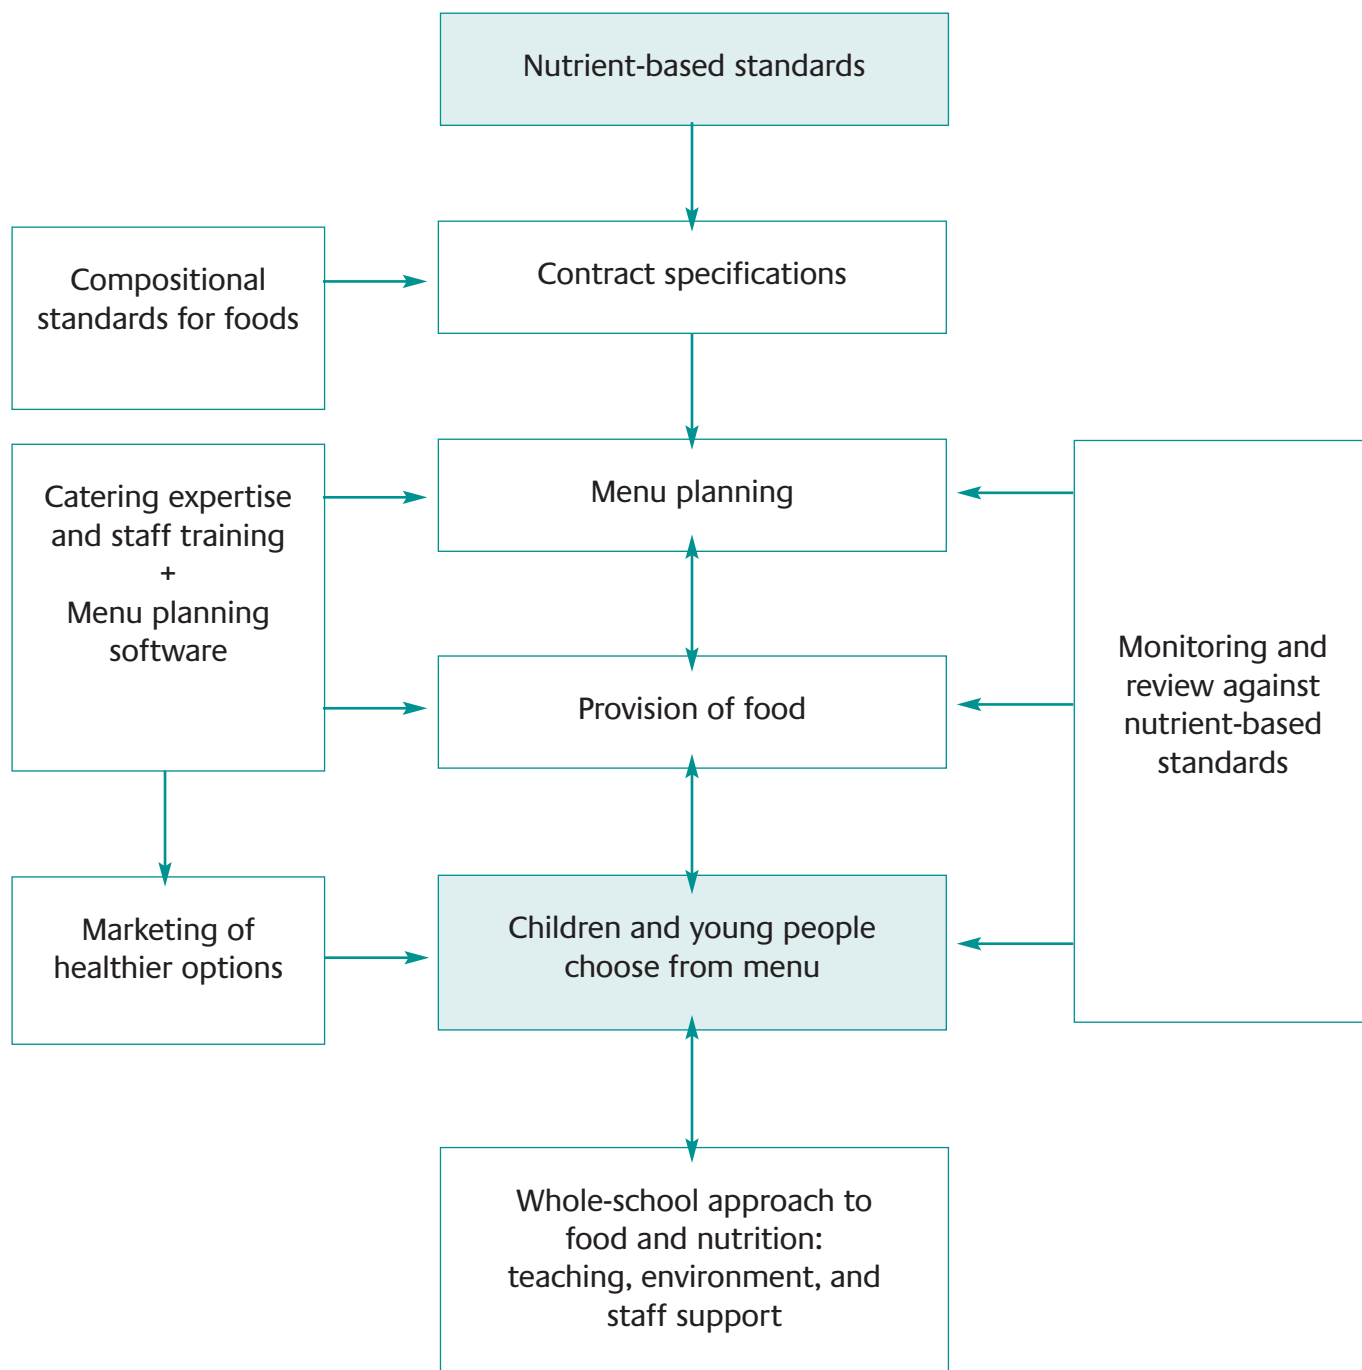 Nutrient-based standards
Compositional
standards for foods
Contract specifications
Catering expertise
and staff training
+
Menu planning
software
Menu planning
Provision of food
Monitoring and
review against
nutrient-based
standards
Marketing of
healthier options
Children and young people
choose from menu
Whole-school approach to
food and nutrition:
teaching, environment, and
staff support